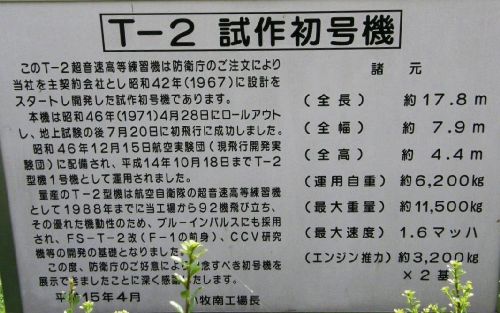 T-2 試作初号機
このT-2超音速高等練習機は防衛庁のご注文により
当社を主契約会社とし昭和42年(1967)に設計を
スタートし開発した試作初号機であります。
本機は昭和46年(1971)4月28日にロールアウト
し、地上試験の後7月20日に初飛行に成功しました。
昭和46年12月15日航空実験団(現飛行開発実
験団)に配備され、平成14年10月18日までT-2
型機1号機として運用されました。
量産のT-2型機は航空自衛隊の超音速高等練習機
として1988年までに当工場から92機飛び立ち、
その優れた機動性のため、ブルーインパルスにも採用
され、FS-T-2改(F-1の前身)、CCV研究
機等の開発の基礎となりました。
この度、防衛庁のご好意により 念すべき初号機を
展示できましたことに深く感謝 たします。
平成15年4月
小牧南工場長
諸元
(全長) 約17.8m
(全幅) 約7.9m
(全高) 約4.4m
(運用自重) 約6,200kg
(最大重量) 約11,500kg
(最大速度) 1.6マッハ
(エンジン推力) 約3,200kg
×2基